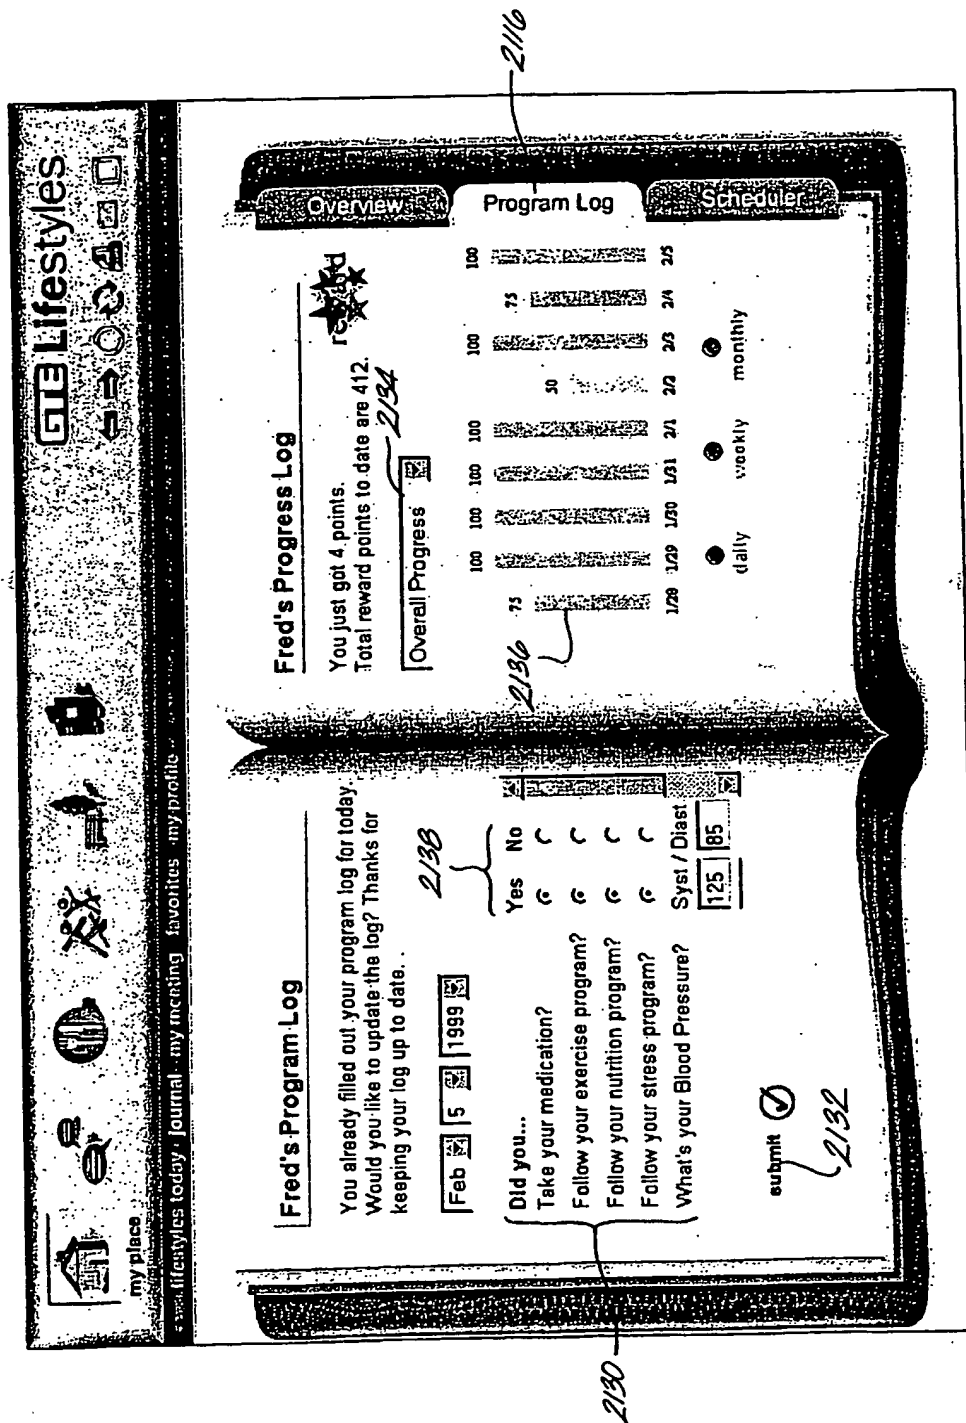 GTE Lifestyles
my place
lifestyles today · Journal · my meeting · favorites · my profile
Fred's Program Log
You already filled out your program log for today.
Would you like to update the log? Thanks for
keeping your log up to date. .
Feb 5 1999
2138
Did you... Yes No
Take your medication?
Follow your exercise program?
Follow your nutrition program?
Follow your stress program?
Syst / Diast
What's your Blood Pressure? 125 85
submit
2132
2130
Fred's Progress Log
You just got 4 points.
Total reward points to date are 412.
reward
2134
Overall Progress
2136
75 100 100 100 100 50 100 75 100
1/28 1/29 1/30 1/31 2/1 2/2 2/3 2/4 2/5
daily weekly monthly
Overview
Program Log
Scheduler
2116